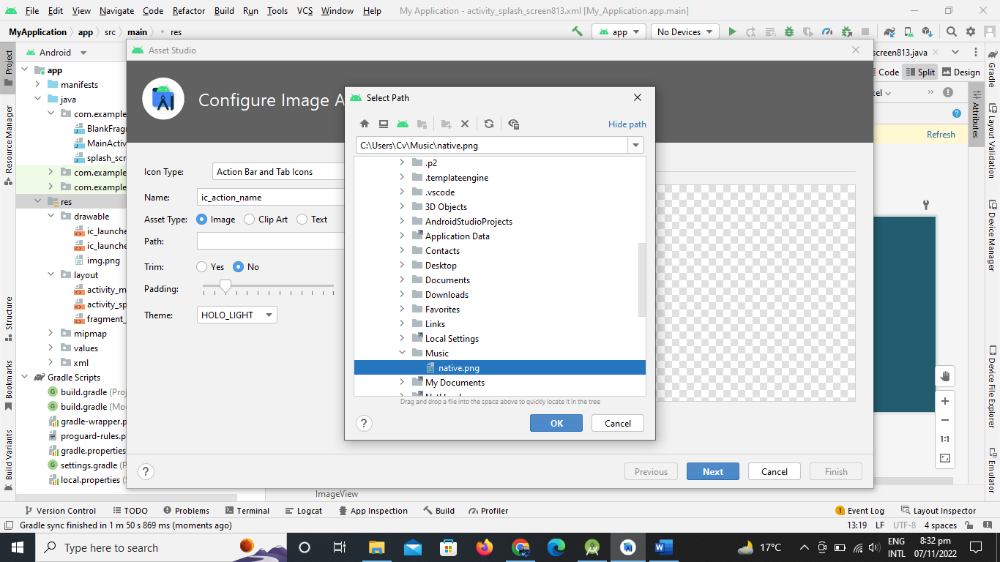 File Edit View Navigate Code Refactor Build Run Tools VCS Window Help My Application - activity_splash_screen813.xml [My_Application.app.main]
MyApplication app src main res app No Devices
Project
Resource Manager
Structure
Bookmarks
Build Variants
Android
app
manifests
java
com.example
BlankFrag
MainActiv
splash_scr
com.example
com.example
res
drawable
ic_launche
ic_launche
img.png
layout
activity_m
activity_sp
fragment_
mipmap
values
xml
Gradle Scripts
build.gradle (Proj
build.gradle (Mod
gradle-wrapper.p
proguard-rules.p
gradle.properties
settings.gradle (P
local.properties (S
Asset Studio
Configure Image A
Icon Type: Action Bar and Tab Icons
Name: ic_action_name
Asset Type: Image Clip Art Text
Path:
Trim: Yes No
Padding:
Theme: HOLO_LIGHT
Select Path
Hide path
C:\Users\Cv\Music\native.png
.p2
.templateengine
.vscode
3D Objects
AndroidStudioProjects
Application Data
Contacts
Desktop
Documents
Downloads
Favorites
Links
Local Settings
Music
native.png
My Documents
Drag and drop a file into the space above to quickly locate it in the tree
? OK Cancel
? Previous Next Cancel Finish
screen813.java
Code Split Design
xel
Refresh
1:1
Gradle
Attributes
Layout Validation
Device Manager
Device File Explorer
Emulator
ImageView
Version Control TODO Problems Terminal Logcat App Inspection Build Profiler 1 Event Log Layout Inspector
Gradle sync finished in 1 m 50 s 869 ms (moments ago) 13:19 LF UTF-8 4 spaces
Type here to search 17°C ENG 8:32 pm
INTL 07/11/2022